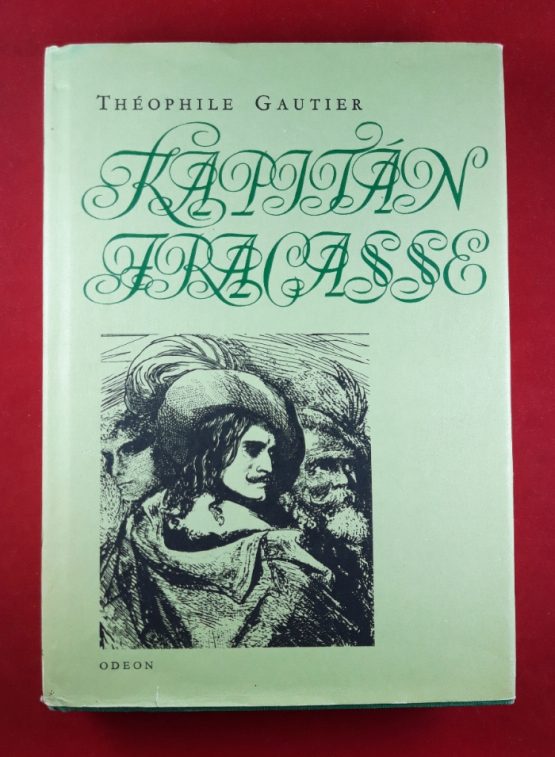 THÉOPHILE GAUTIER
KAPITÁN
FRACASSE
ODEON